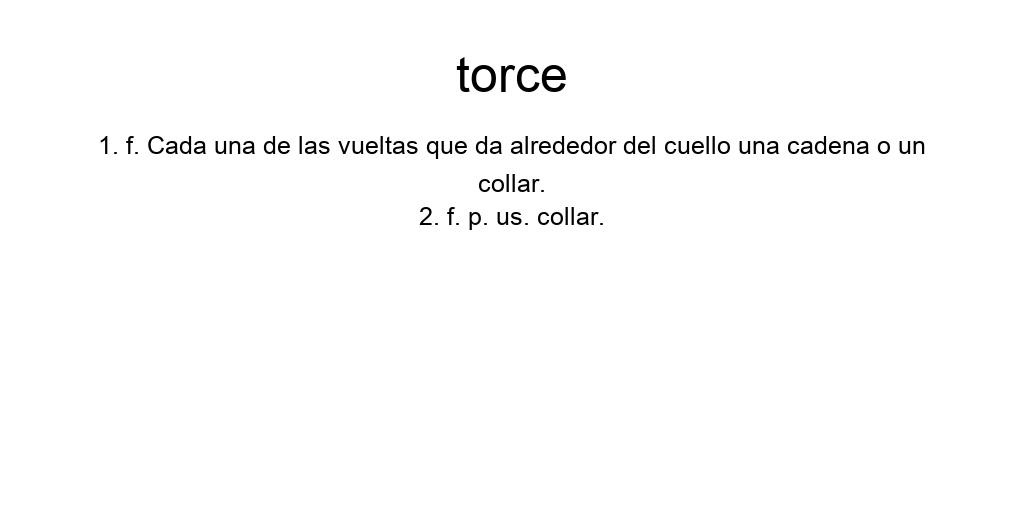 torce
1. f. Cada una de las vueltas que da alrededor del cuello una cadena o un
collar.
2. f. p. us. collar.